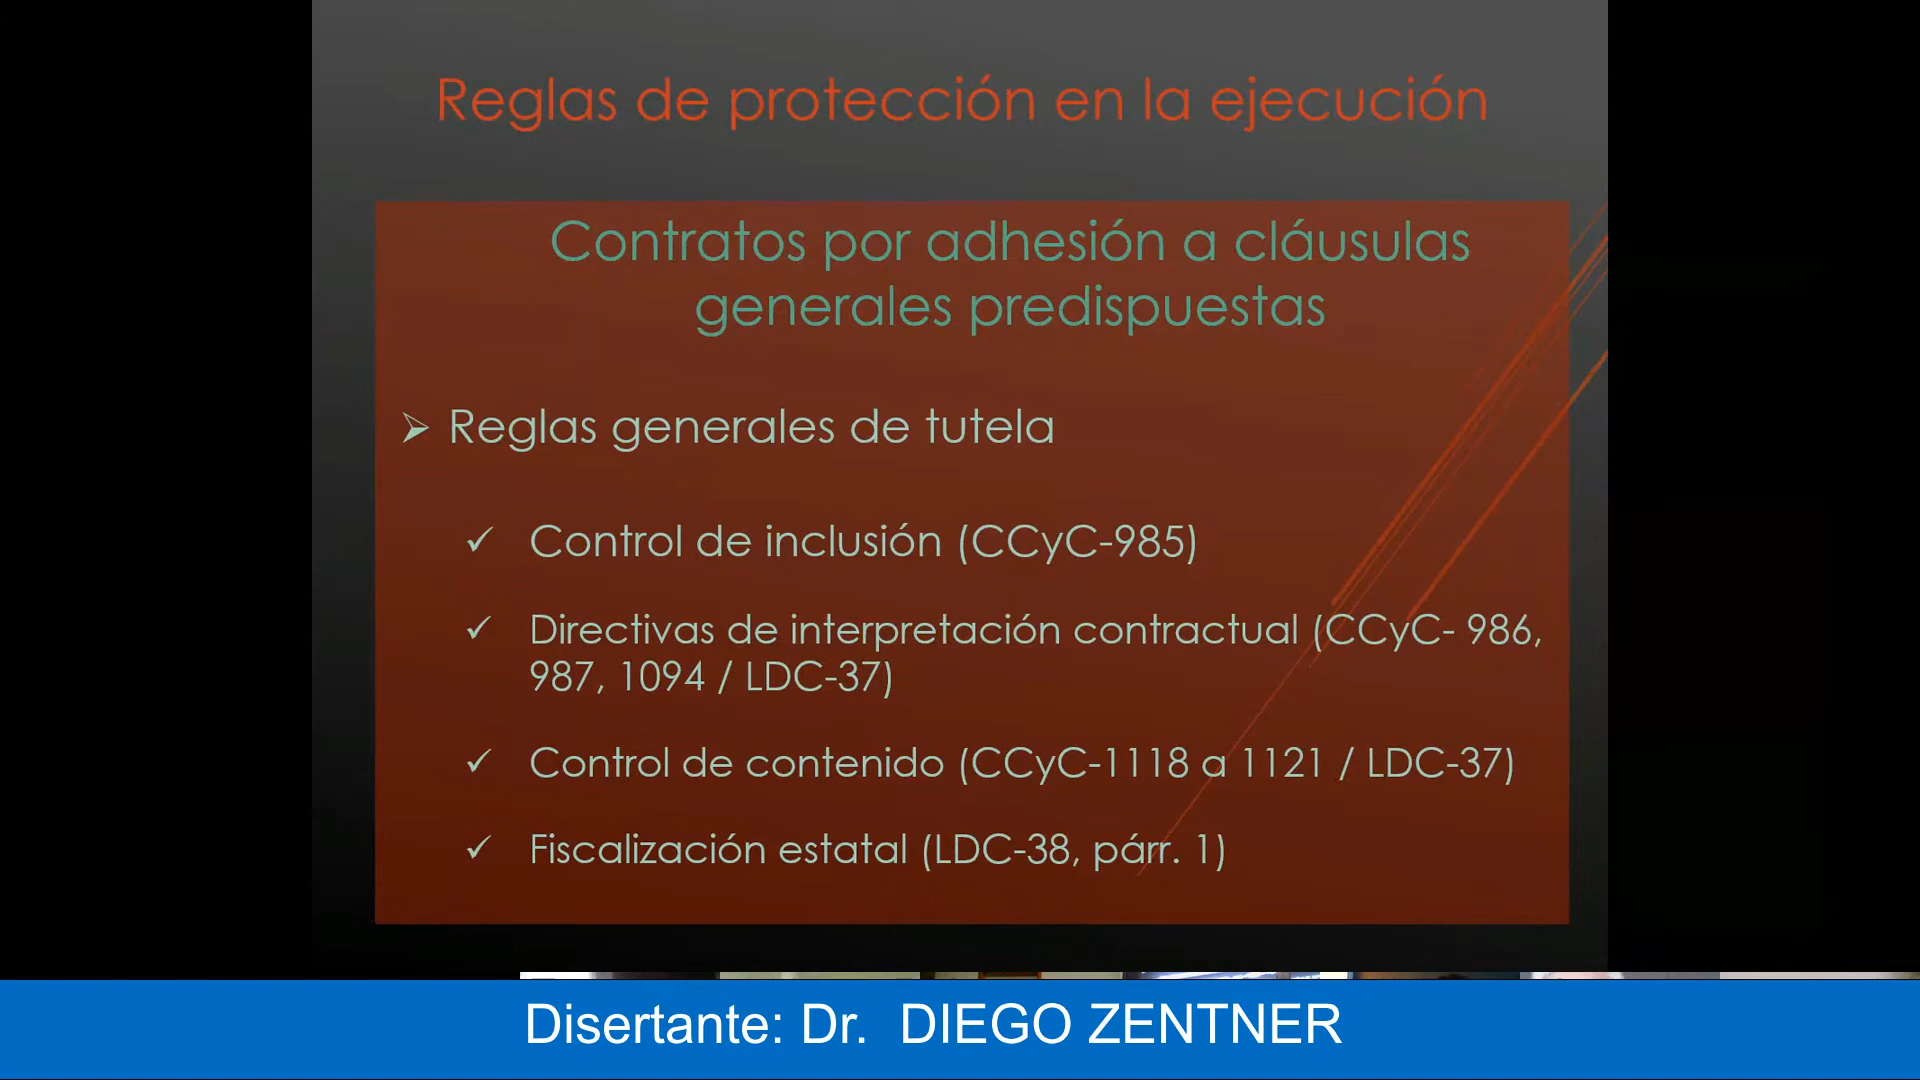 Reglas de protección en la ejecución
Contratos por adhesión a cláusulas
generales predispuestas
Reglas generales de tutela
Control de inclusión (CCyC-985)
Directivas de interpretación contractual (CCyC- 986,
987, 1094 / LDC-37)
Control de contenido (CCyC-1118 a 1121 / LDC-37)
Fiscalización estatal (LDC-38, párr. 1)
Disertante: Dr.  DIEGO ZENTNER